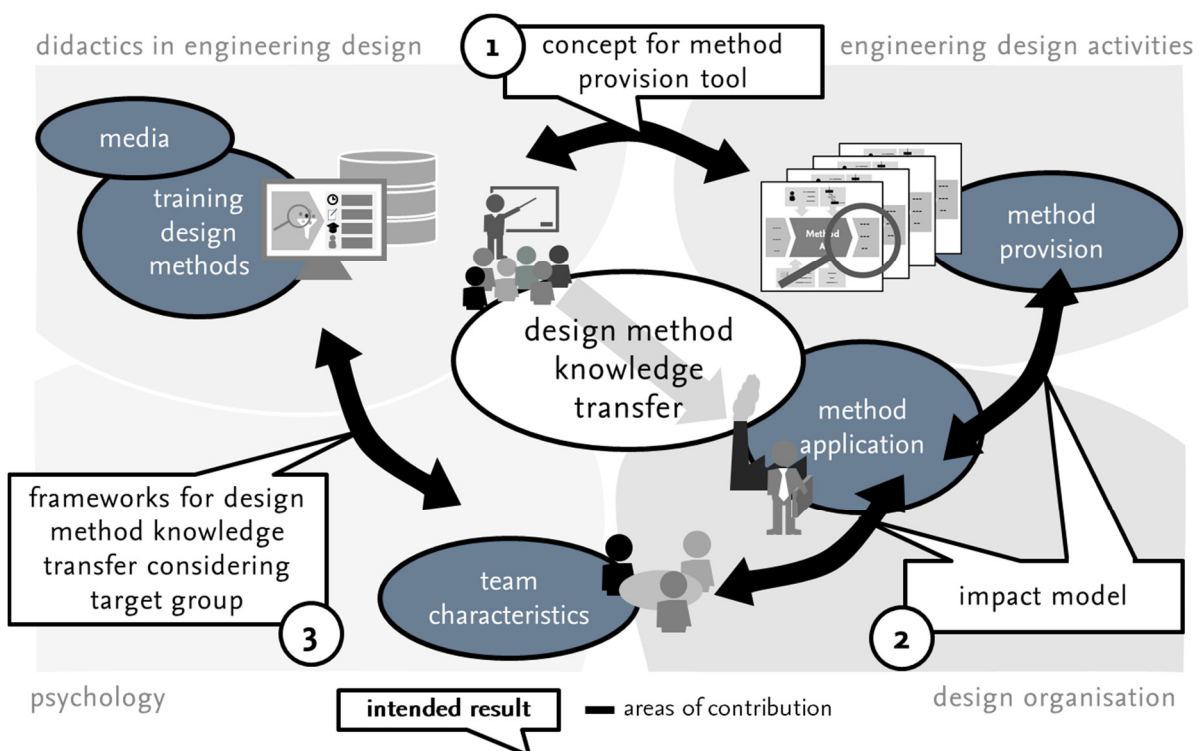 didactics in engineering design
1
concept for method
provision tool
engineering design activities
media
training
design
methods
Method
A
method
provision
design method
knowledge
transfer
method
application
frameworks for design
method knowledge
transfer considering
target group
3
team
characteristics
impact model
2
psychology
design organisation
intended result
areas of contribution